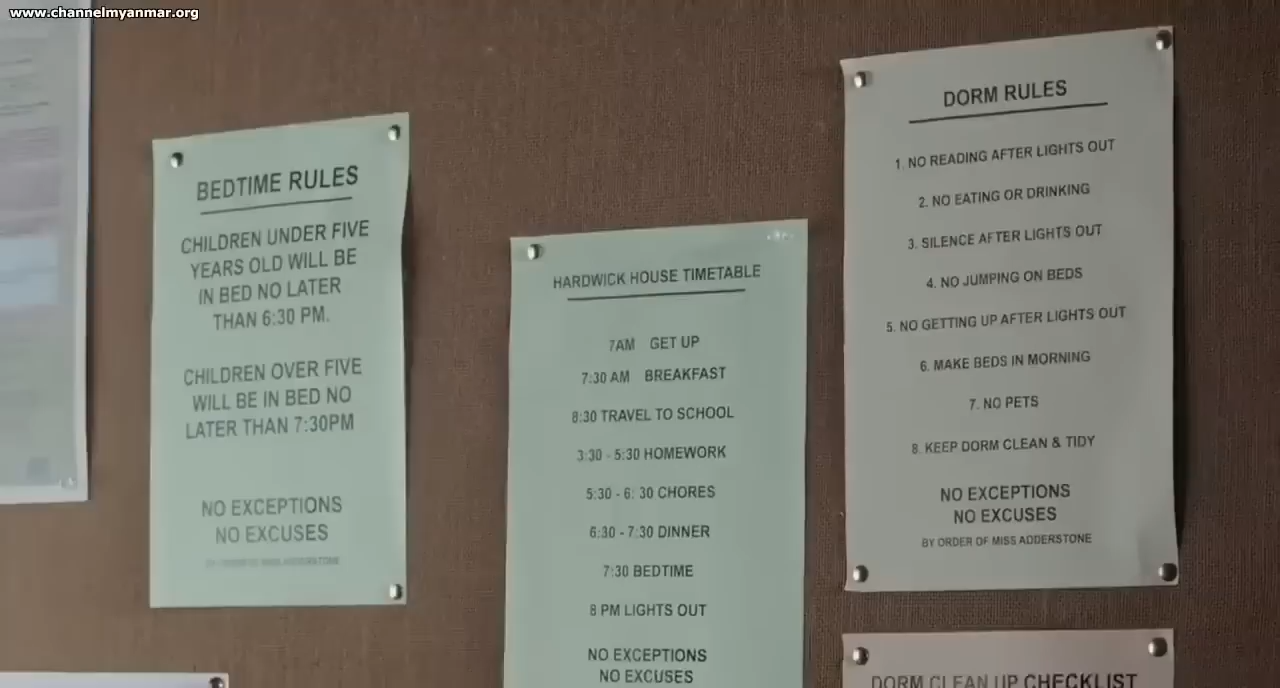 www.channelmyanmar.org
BEDTIME RULES
CHILDREN UNDER FIVE
YEARS OLD WILL BE
IN BED NO LATER
THAN 6:30 PM.
CHILDREN OVER FIVE
WILL BE IN BED NO
LATER THAN 7:30PM
NO EXCEPTIONS
NO EXCUSES
BY ORDER OF MISS ADDERSTONE
HARDWICK HOUSE TIMETABLE
7AM GET UP
7:30 AM BREAKFAST
8:30 TRAVEL TO SCHOOL
3:30 - 5:30 HOMEWORK
5:30 - 6: 30 CHORES
6:30 - 7:30 DINNER
7:30 BEDTIME
8 PM LIGHTS OUT
NO EXCEPTIONS
NO EXCUSES
DORM RULES
1. NO READING AFTER LIGHTS OUT
2. NO EATING OR DRINKING
3. SILENCE AFTER LIGHTS OUT
4. NO JUMPING ON BEDS
5. NO GETTING UP AFTER LIGHTS OUT
6. MAKE BEDS IN MORNING
7. NO PETS
8. KEEP DORM CLEAN & TIDY
NO EXCEPTIONS
NO EXCUSES
BY ORDER OF MISS ADDERSTONE
DORM CLEAN UP CHECKLIST